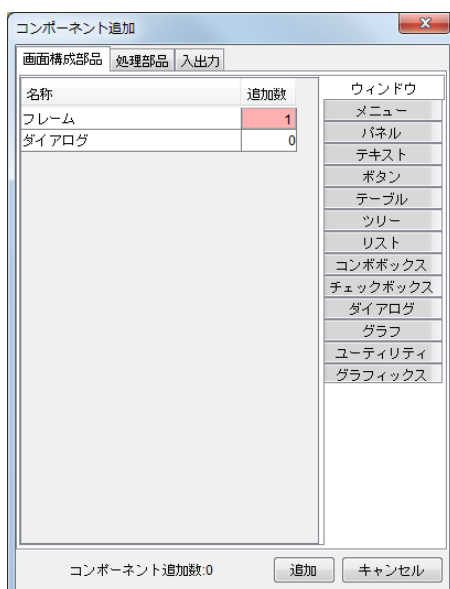 コンポーネント追加
画面構成部品 処理部品 入出力
名称 追加数
フレーム 1
ダイアログ 0
ウィンドウ
メニュー
パネル
テキスト
ボタン
テーブル
ツリー
リスト
コンボボックス
チェックボックス
ダイアログ
グラフ
ユーティリティ
グラフィックス
コンポーネント追加数:0 追加 キャンセル